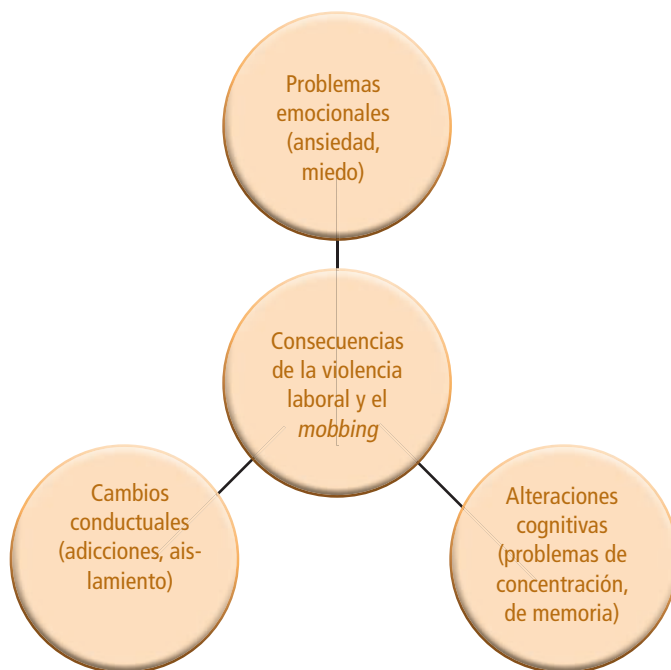 Problemas
emocionales
(ansiedad,
miedo)
Consecuencias
de la violencia
laboral y el
mobbing
Cambios
conductuales
(adicciones, ais-
lamiento)
Alteraciones
cognitivas
(problemas de
concentración,
de memoria)